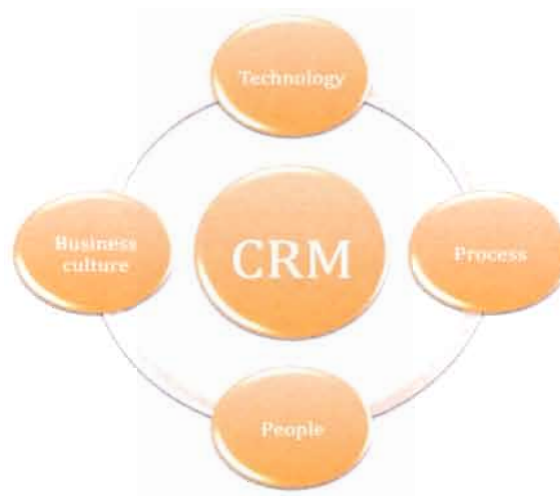 Technology
Business
culture
CRM
Process
People